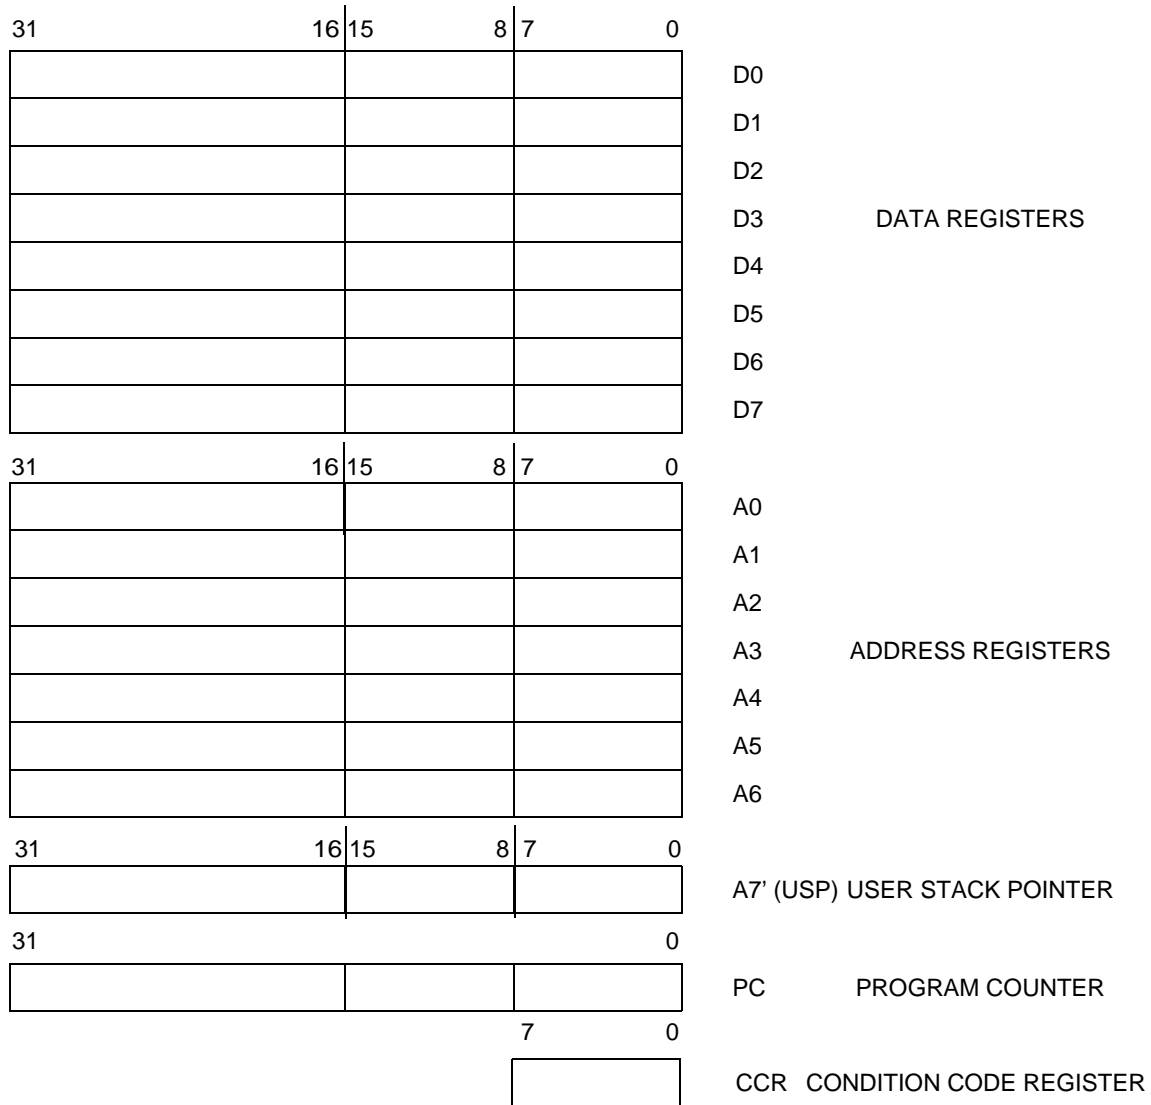 31 16 15 8 7 0
D0
D1
D2
D3 DATA REGISTERS
D4
D5
D6
D7
31 16 15 8 7 0
A0
A1
A2
A3 ADDRESS REGISTERS
A4
A5
A6
31 16 15 8 7 0
A7' (USP) USER STACK POINTER
31 0
PC PROGRAM COUNTER
7 0
CCR CONDITION CODE REGISTER